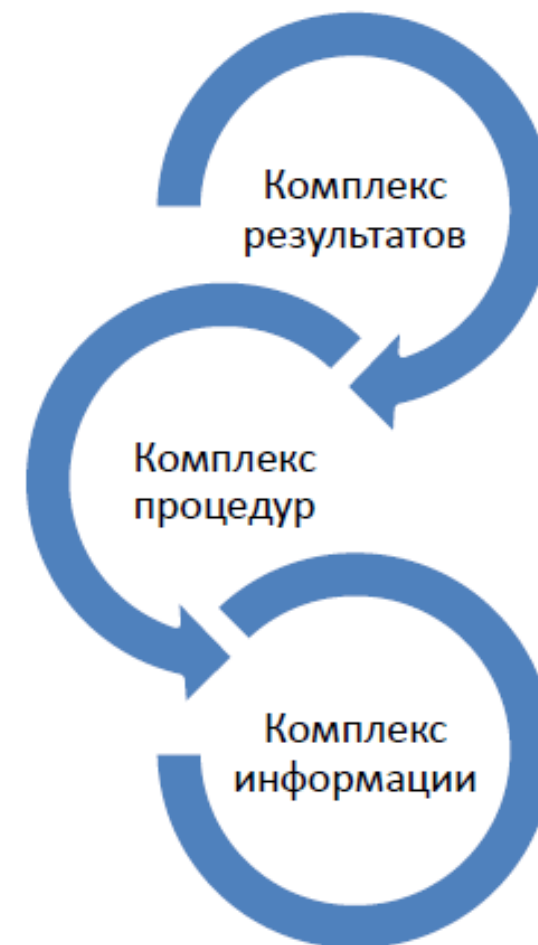 Комплекс
результатов
Комплекс
процедур
Комплекс
информации